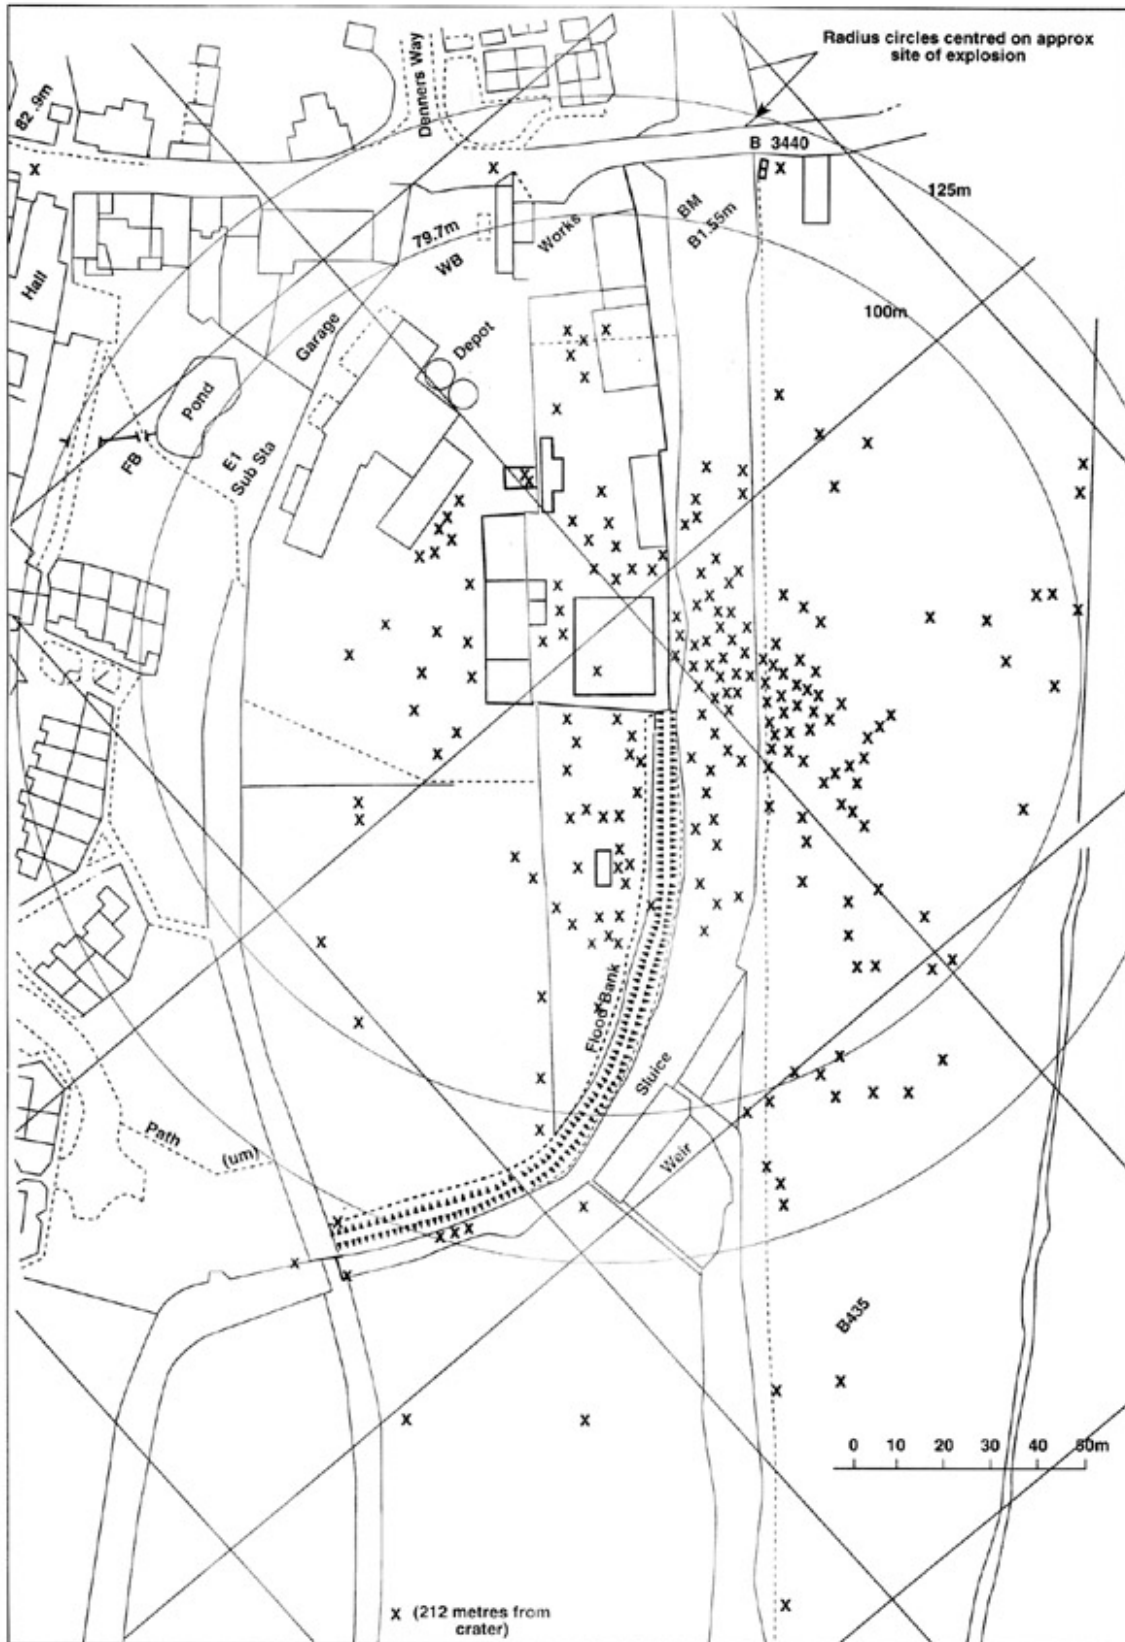 Radius circles centred on approx
site of explosion
Denners Way
82.9m
B 3440
125m
BM
B1.55m
79.7m
WB
Works
Hall
100m
Garage
Depot
Pond
FB
E1
Sub Sta
Flood Bank
Sluice
Path
(um)
Weir
B435
0 10 20 30 40 50m
X (212 metres from
crater)